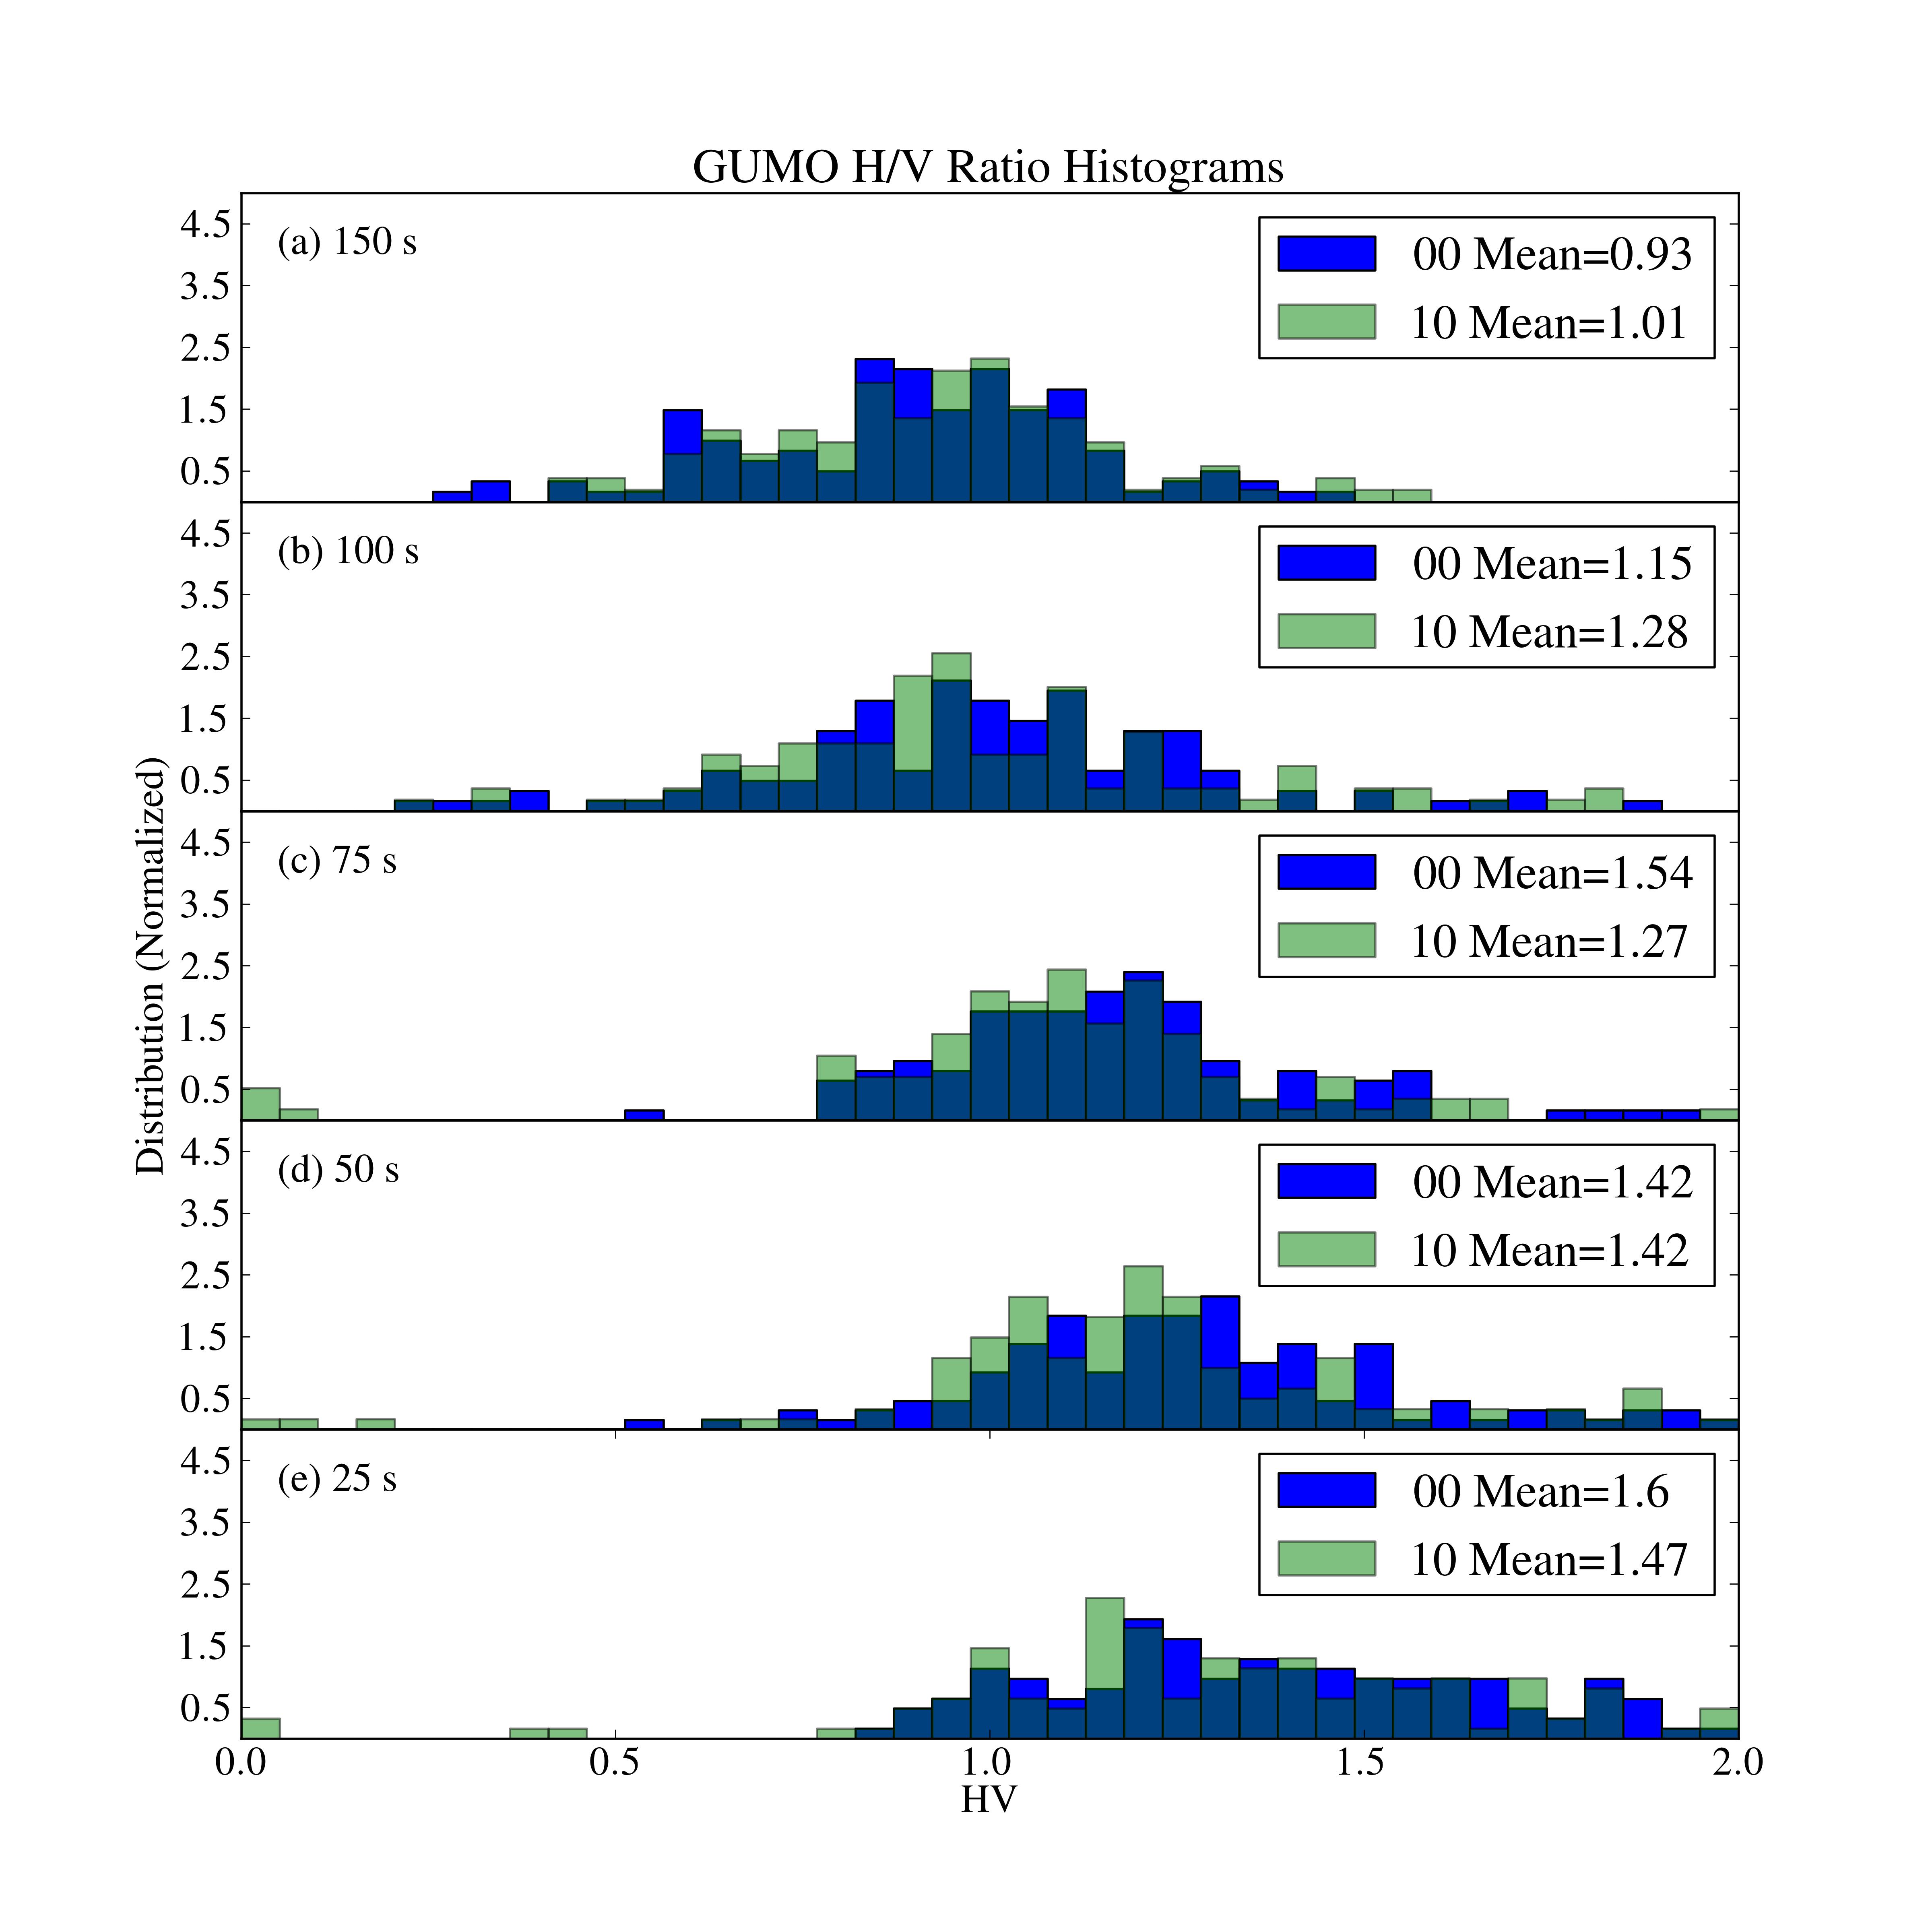 GUMO H/V Ratio Histograms
Distribution (Normalized)
4.5
3.5
2.5
1.5
0.5
(a) 150 s
00 Mean=0.93
10 Mean=1.01
4.5
3.5
2.5
1.5
0.5
(b) 100 s
00 Mean=1.15
10 Mean=1.28
4.5
3.5
2.5
1.5
0.5
(c) 75 s
00 Mean=1.54
10 Mean=1.27
4.5
3.5
2.5
1.5
0.5
(d) 50 s
00 Mean=1.42
10 Mean=1.42
4.5
3.5
2.5
1.5
0.5
(e) 25 s
00 Mean=1.6
10 Mean=1.47
0.0 0.5 1.0 1.5 2.0
HV